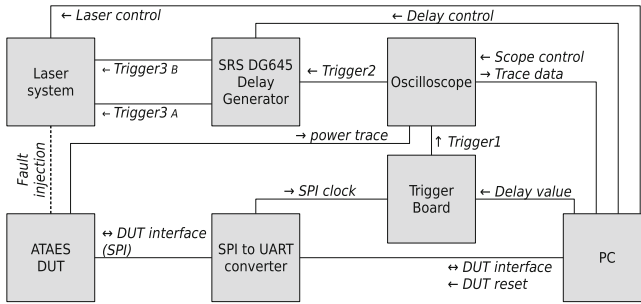 ← Laser control
← Delay control
Laser
system
← Trigger3 B
← Trigger3 A
SRS DG645
Delay
Generator
← Trigger2
Oscilloscope
← Scope control
→ Trace data
→ power trace
↑ Trigger1
Fault
injection
→ SPI clock
Trigger
Board
← Delay value
ATAES
DUT
↔ DUT interface
(SPI)
SPI to UART
converter
↔ DUT interface
← DUT reset
PC